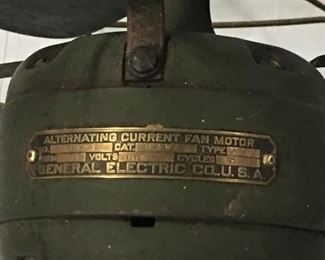 ALTERNATING CURRENT FAN MOTOR
CAT. TYPE
VOLTS CYCLES
GENERAL ELECTRIC CO. U.S.A.